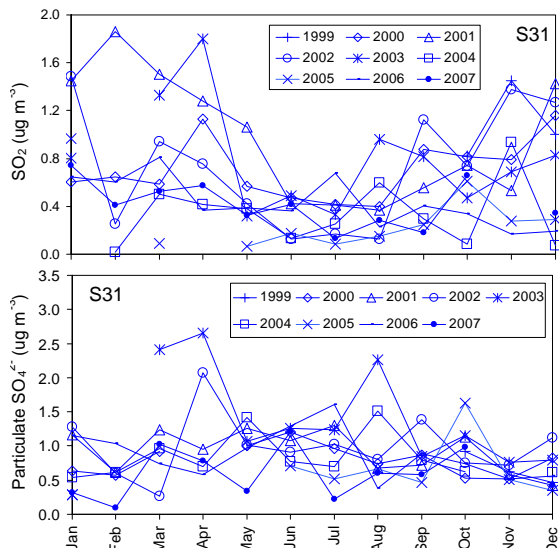 S31
SO2 (ug m-3)
2.0
1.6
1.2
0.8
0.4
0.0
1999 2000 2001
2002 2003 2004
2005 2006 2007
S31
Particulate SO4 2- (ug m-3)
3.5
3.0
2.5
2.0
1.5
1.0
0.5
0.0
1999 2000 2001 2002 2003
2004 2005 2006 2007
Jan Feb Mar Apr May Jun Jul Aug Sep Oct Nov Dec